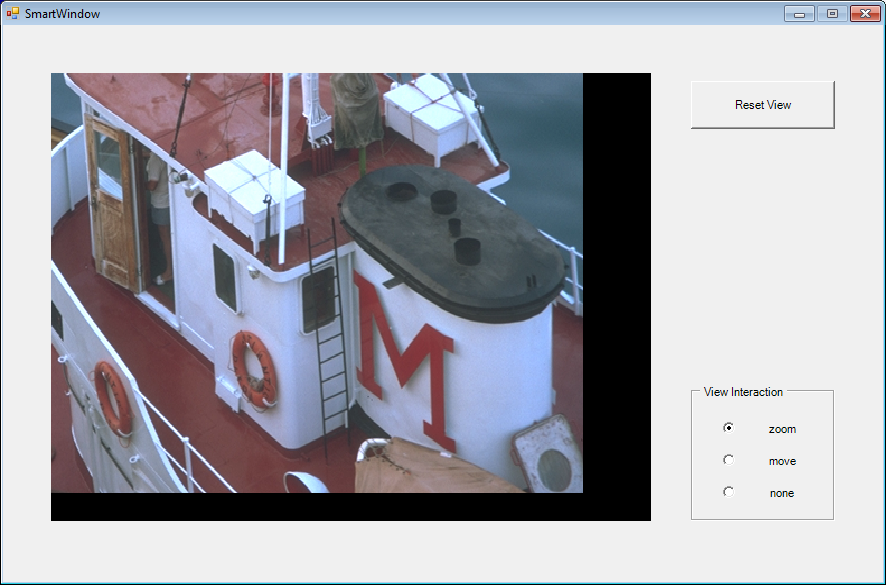 SmartWindow
Reset View
M
View Interaction
zoom
move
none